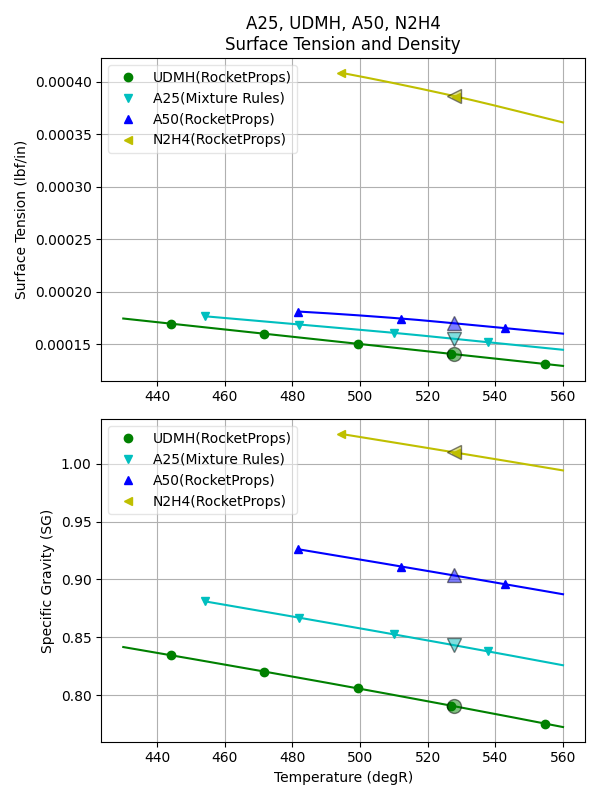 A25, UDMH, A50, N2H4
Surface Tension and Density
UDMH(RocketProps)
A25(Mixture Rules)
A50(RocketProps)
N2H4(RocketProps)
Surface Tension (lbf/in)
0.00040
0.00035
0.00030
0.00025
0.00020
0.00015
440 460 480 500 520 540 560
UDMH(RocketProps)
A25(Mixture Rules)
A50(RocketProps)
N2H4(RocketProps)
Specific Gravity (SG)
1.00
0.95
0.90
0.85
0.80
440 460 480 500 520 540 560
Temperature (degR)